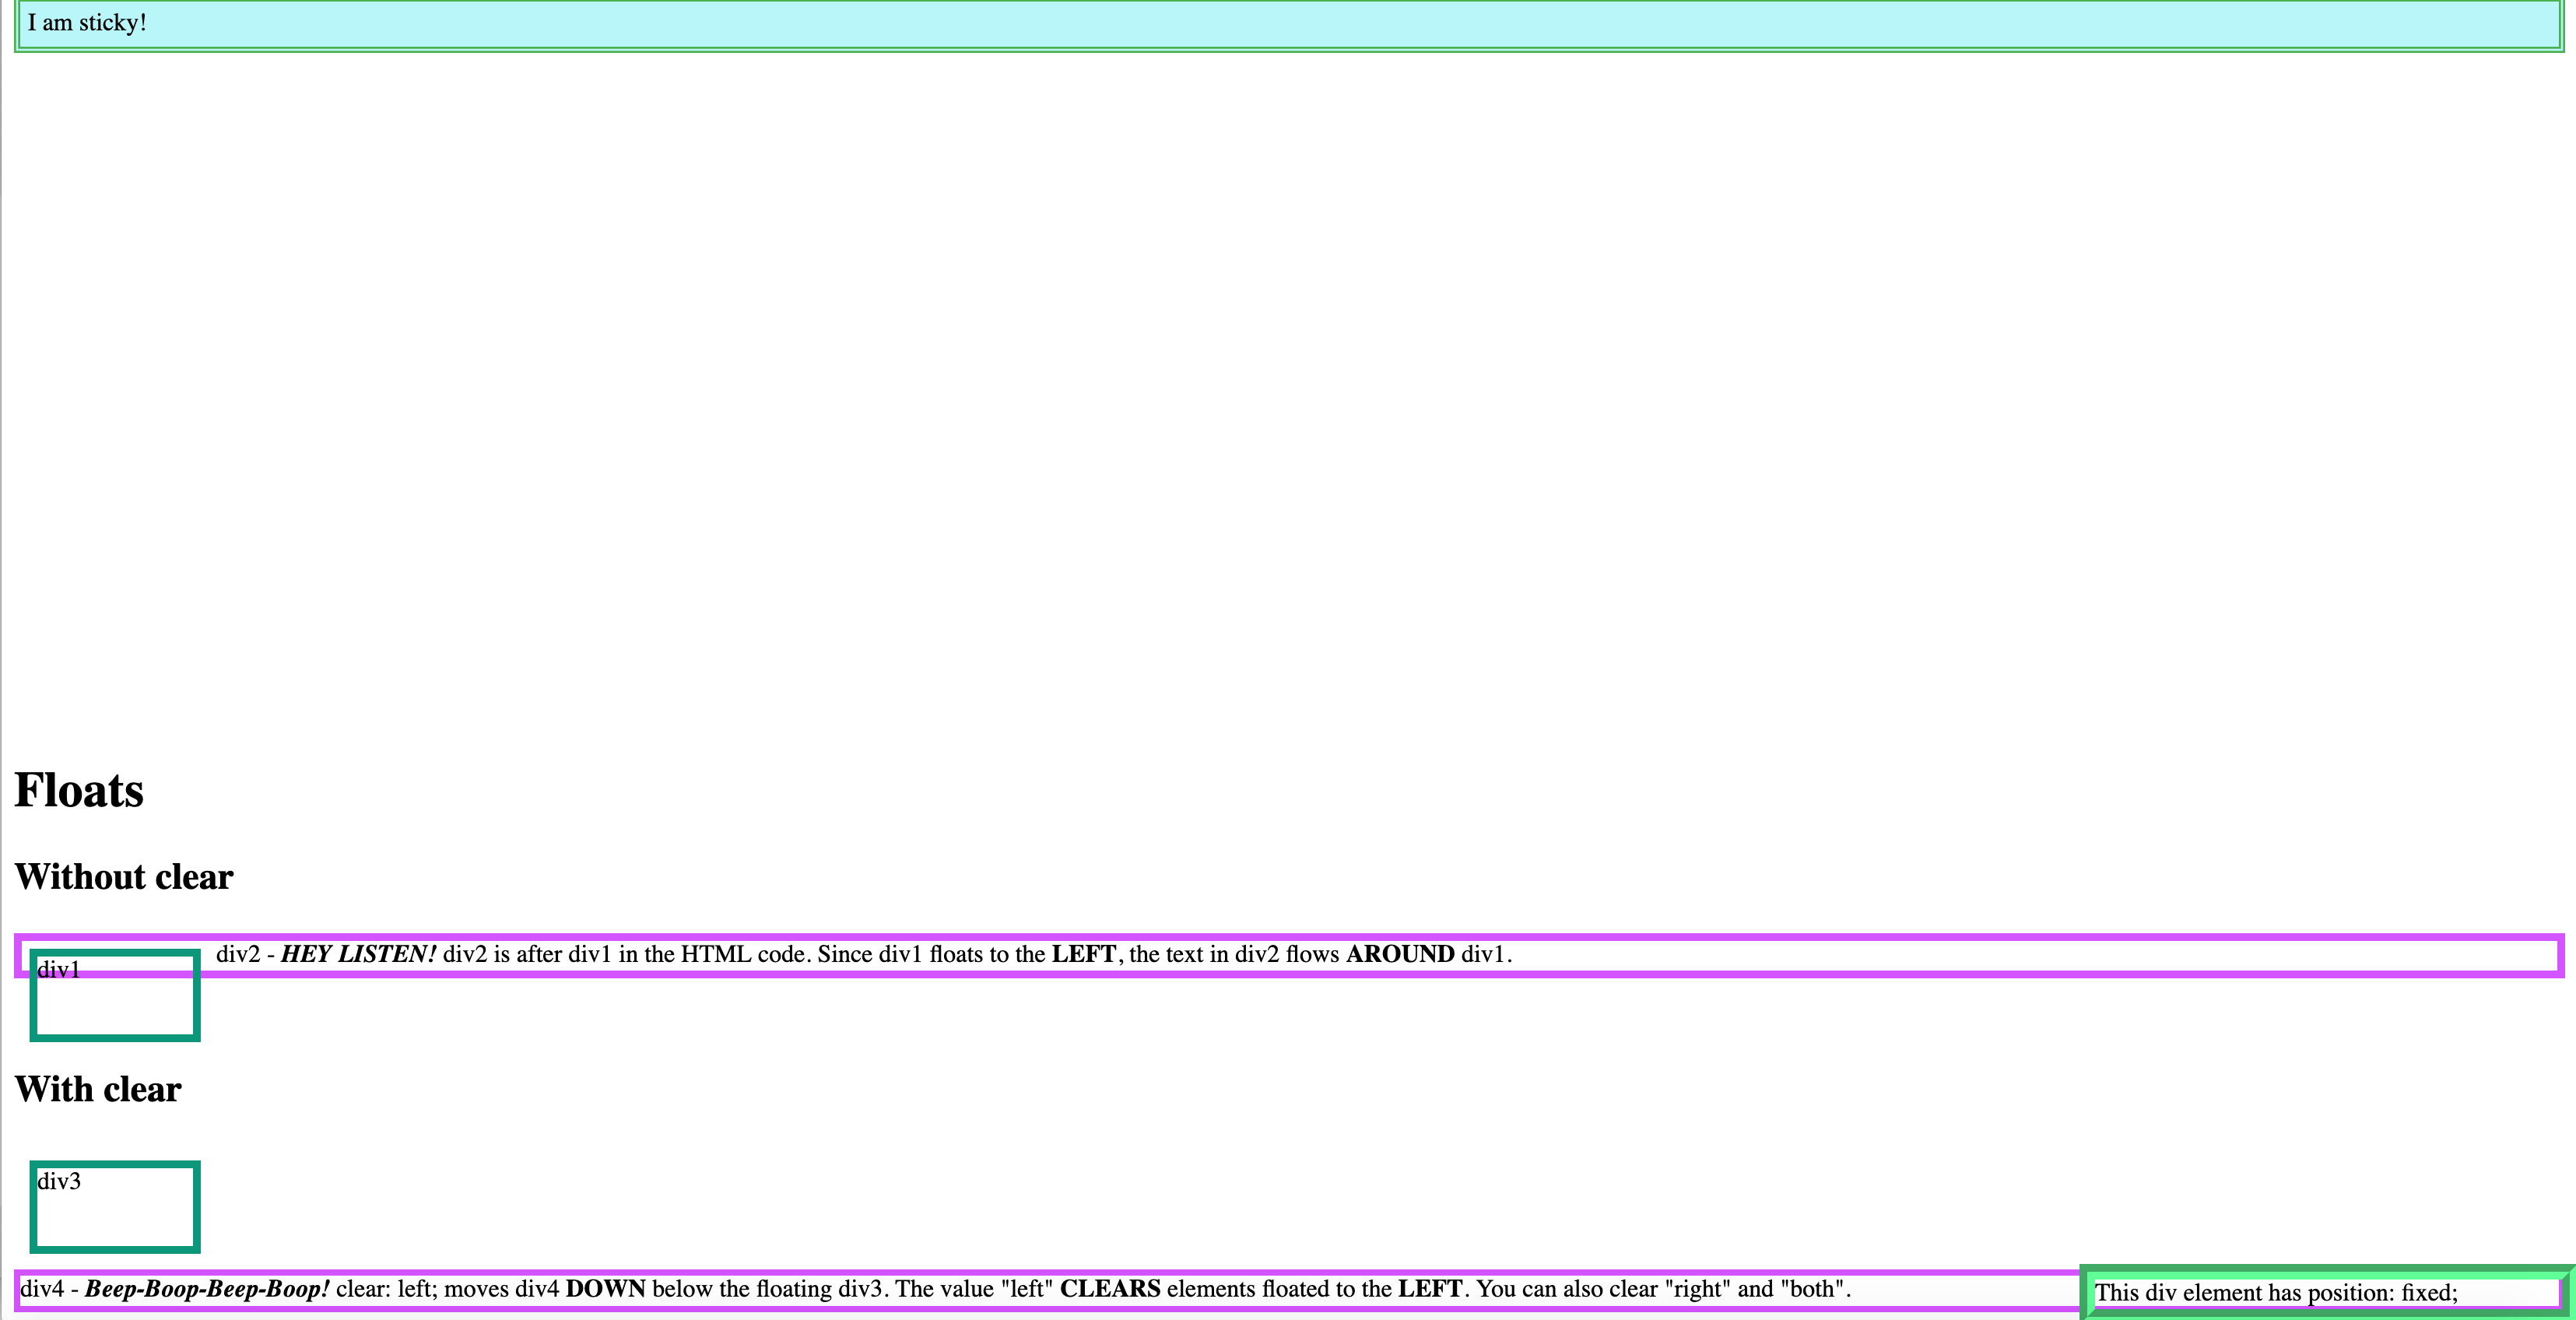 I am sticky!
Floats
Without clear
div1
div2 - HEY LISTEN! div2 is after div1 in the HTML code. Since div1 floats to the LEFT, the text in div2 flows AROUND div1.
With clear
div3
div4 - Beep-Boop-Beep-Boop! clear: left; moves div4 DOWN below the floating div3. The value "left" CLEARS elements floated to the LEFT. You can also clear "right" and "both".
This div element has position: fixed;